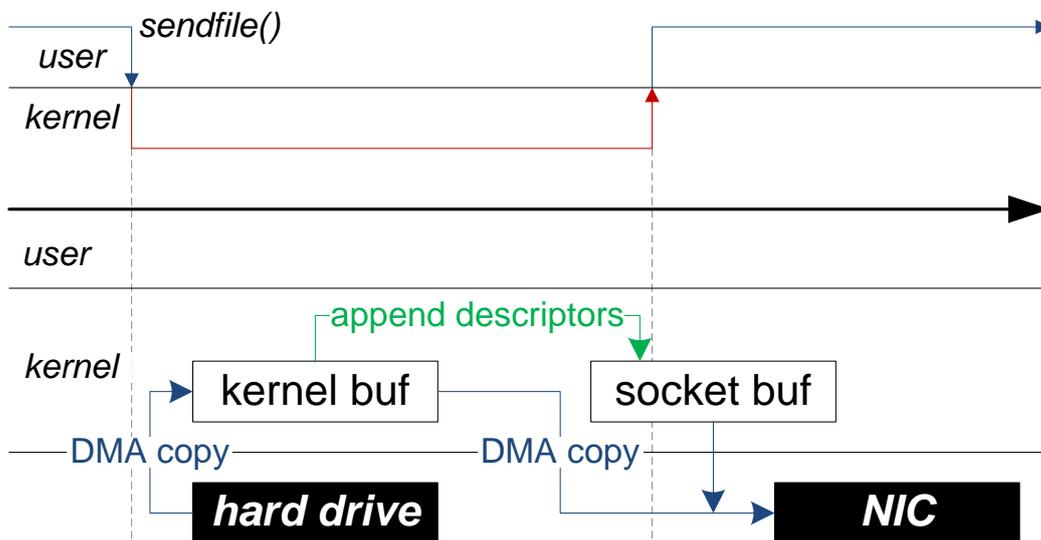 sendfile()
user
kernel
user
append descriptors
kernel
kernel buf
socket buf
DMA copy
DMA copy
hard drive
NIC